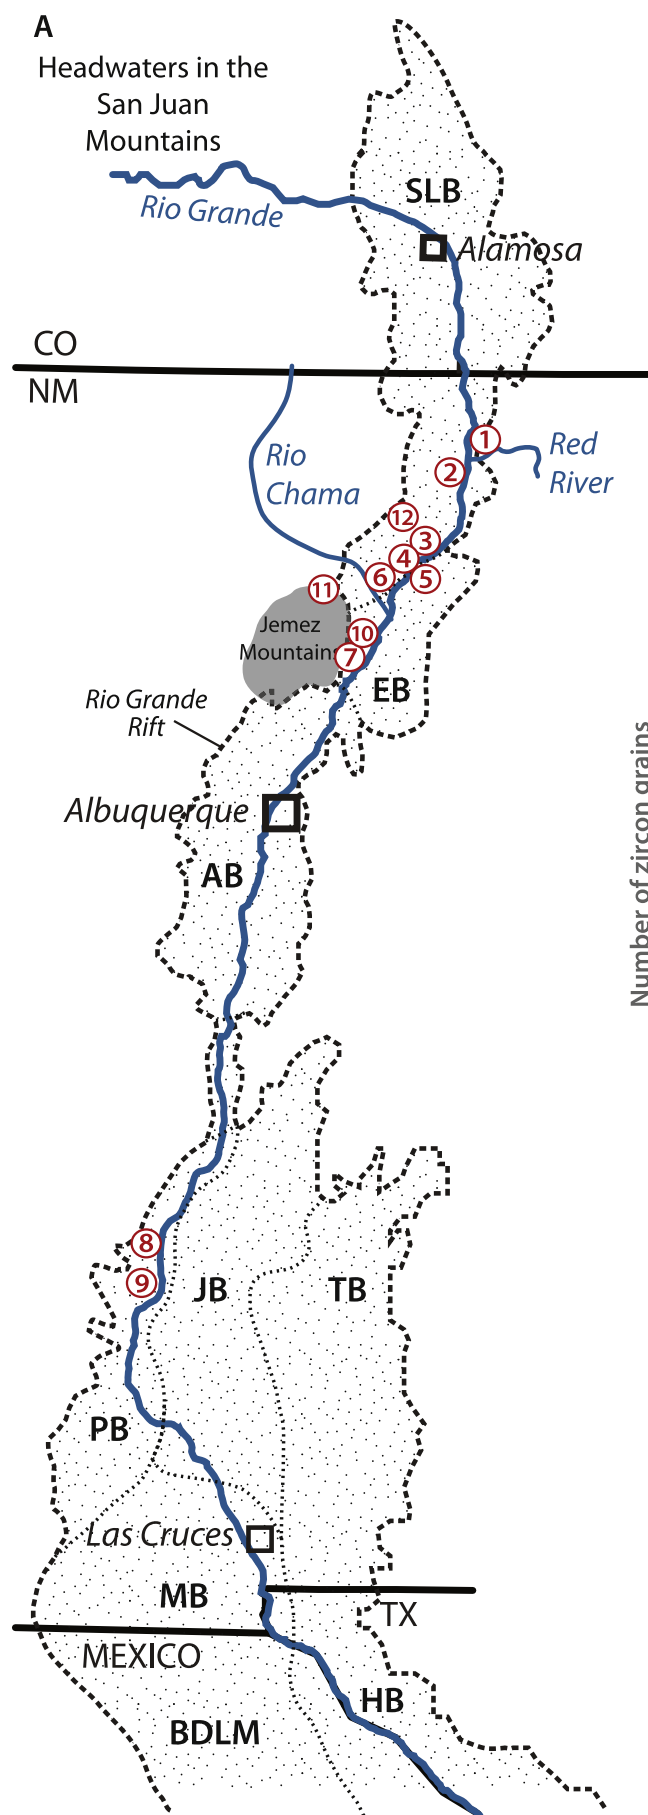 A
Headwaters in the
San Juan
Mountains
SLB
Rio Grande
Alamosa
CO
NM
1
Red
River
Rio
Chama
2
12
3
4
5
6
11
Jemez
Mountains
10
7
EB
Rio Grande
Rift
Number of zircon grains
Albuquerque
AB
8
9
JB
TB
PB
Las Cruces
MB
TX
MEXICO
HB
BDLM